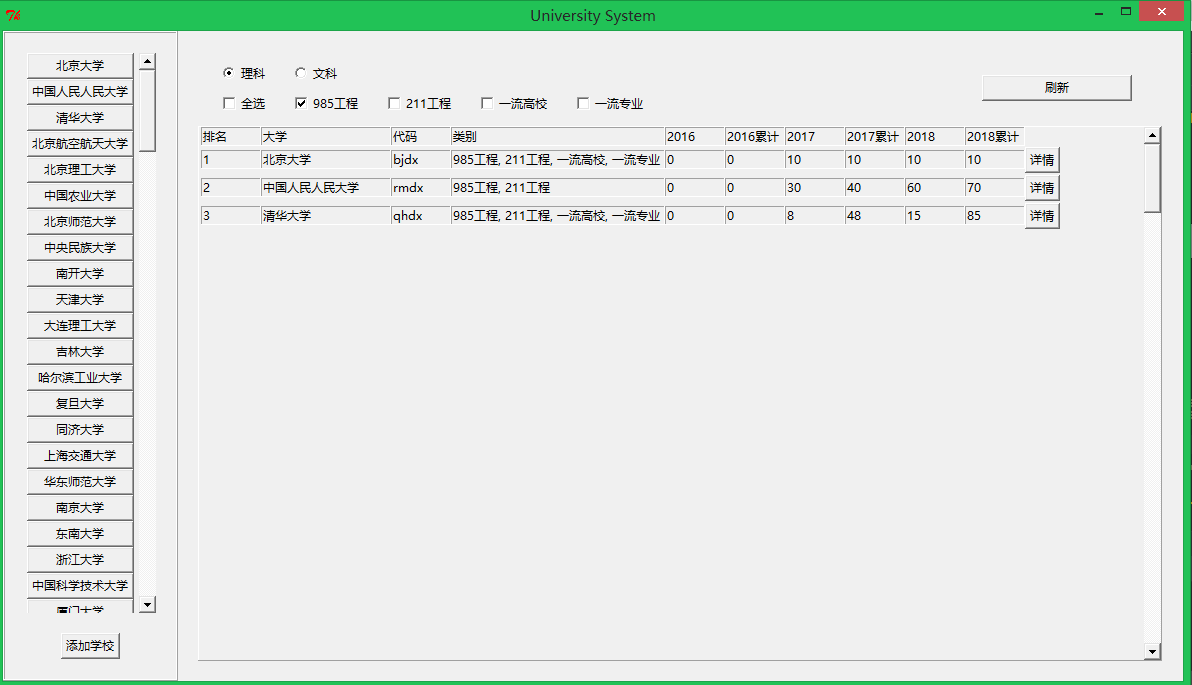 University System
北京大学
中国人民人民大学
清华大学
北京航空航天大学
北京理工大学
中国农业大学
北京师范大学
中央民族大学
南开大学
天津大学
大连理工大学
吉林大学
哈尔滨工业大学
复旦大学
同济大学
上海交通大学
华东师范大学
南京大学
东南大学
浙江大学
中国科学技术大学
厦门大学
添加学校
理科 文科
全选 985工程 211工程 一流高校 一流专业
刷新
排名 大学 代码 类别 2016 2016累计 2017 2017累计 2018 2018累计
1 北京大学 bjdx 985工程, 211工程, 一流高校, 一流专业 0 0 10 10 10 10 详情
2 中国人民人民大学 rmdx 985工程, 211工程 0 0 30 40 60 70 详情
3 清华大学 qhdx 985工程, 211工程, 一流高校, 一流专业 0 0 8 48 15 85 详情